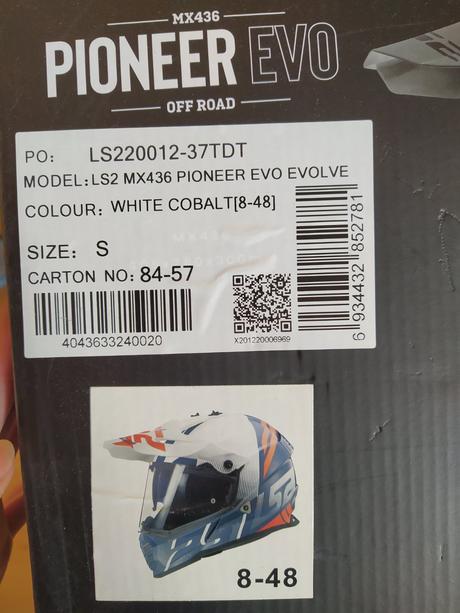 MX436
PIONEER EVO
OFF ROAD
PO: LS220012-37TDT
MODEL:LS2 MX436 PIONEER EVO EVOLVE
COLOUR: WHITE COBALT[8-48]
SIZE: S
CARTON NO: 84-57
4043633240020
X201220006969
6 934432 852781
8-48